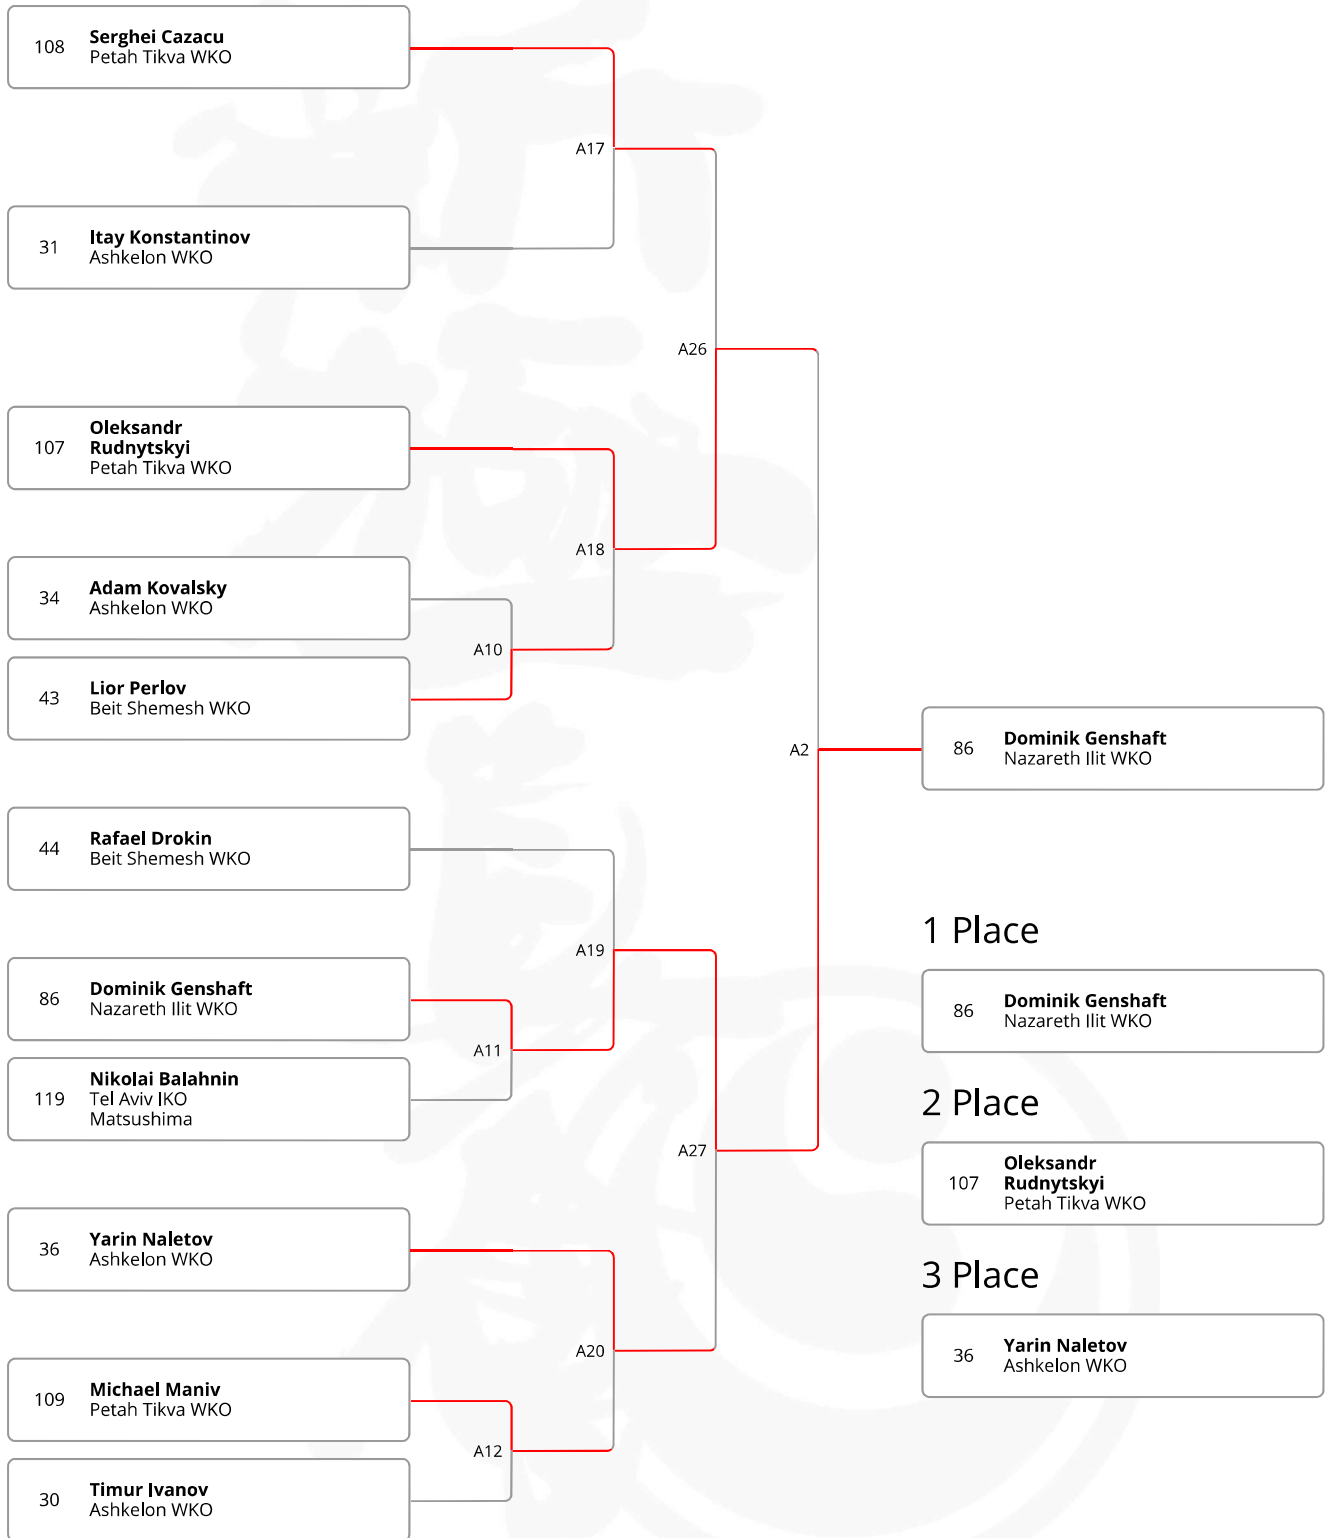 108
Serghei Cazacu
Petah Tikva WKO
A17
31
Itay Konstantinov
Ashkelon WKO
A26
107
Oleksandr
Rudnytskyi
Petah Tikva WKO
A18
34
Adam Kovalsky
Ashkelon WKO
A10
43
Lior Perlov
Beit Shemesh WKO
A2
86
Dominik Genshaft
Nazareth Ilit WKO
44
Rafael Drokin
Beit Shemesh WKO
A19
86
Dominik Genshaft
Nazareth Ilit WKO
A11
119
Nikolai Balahnin
Tel Aviv IKO
Matsushima
A27
36
Yarin Naletov
Ashkelon WKO
A20
109
Michael Maniv
Petah Tikva WKO
A12
30
Timur Ivanov
Ashkelon WKO
1 Place
86
Dominik Genshaft
Nazareth Ilit WKO
2 Place
107
Oleksandr
Rudnytskyi
Petah Tikva WKO
3 Place
36
Yarin Naletov
Ashkelon WKO